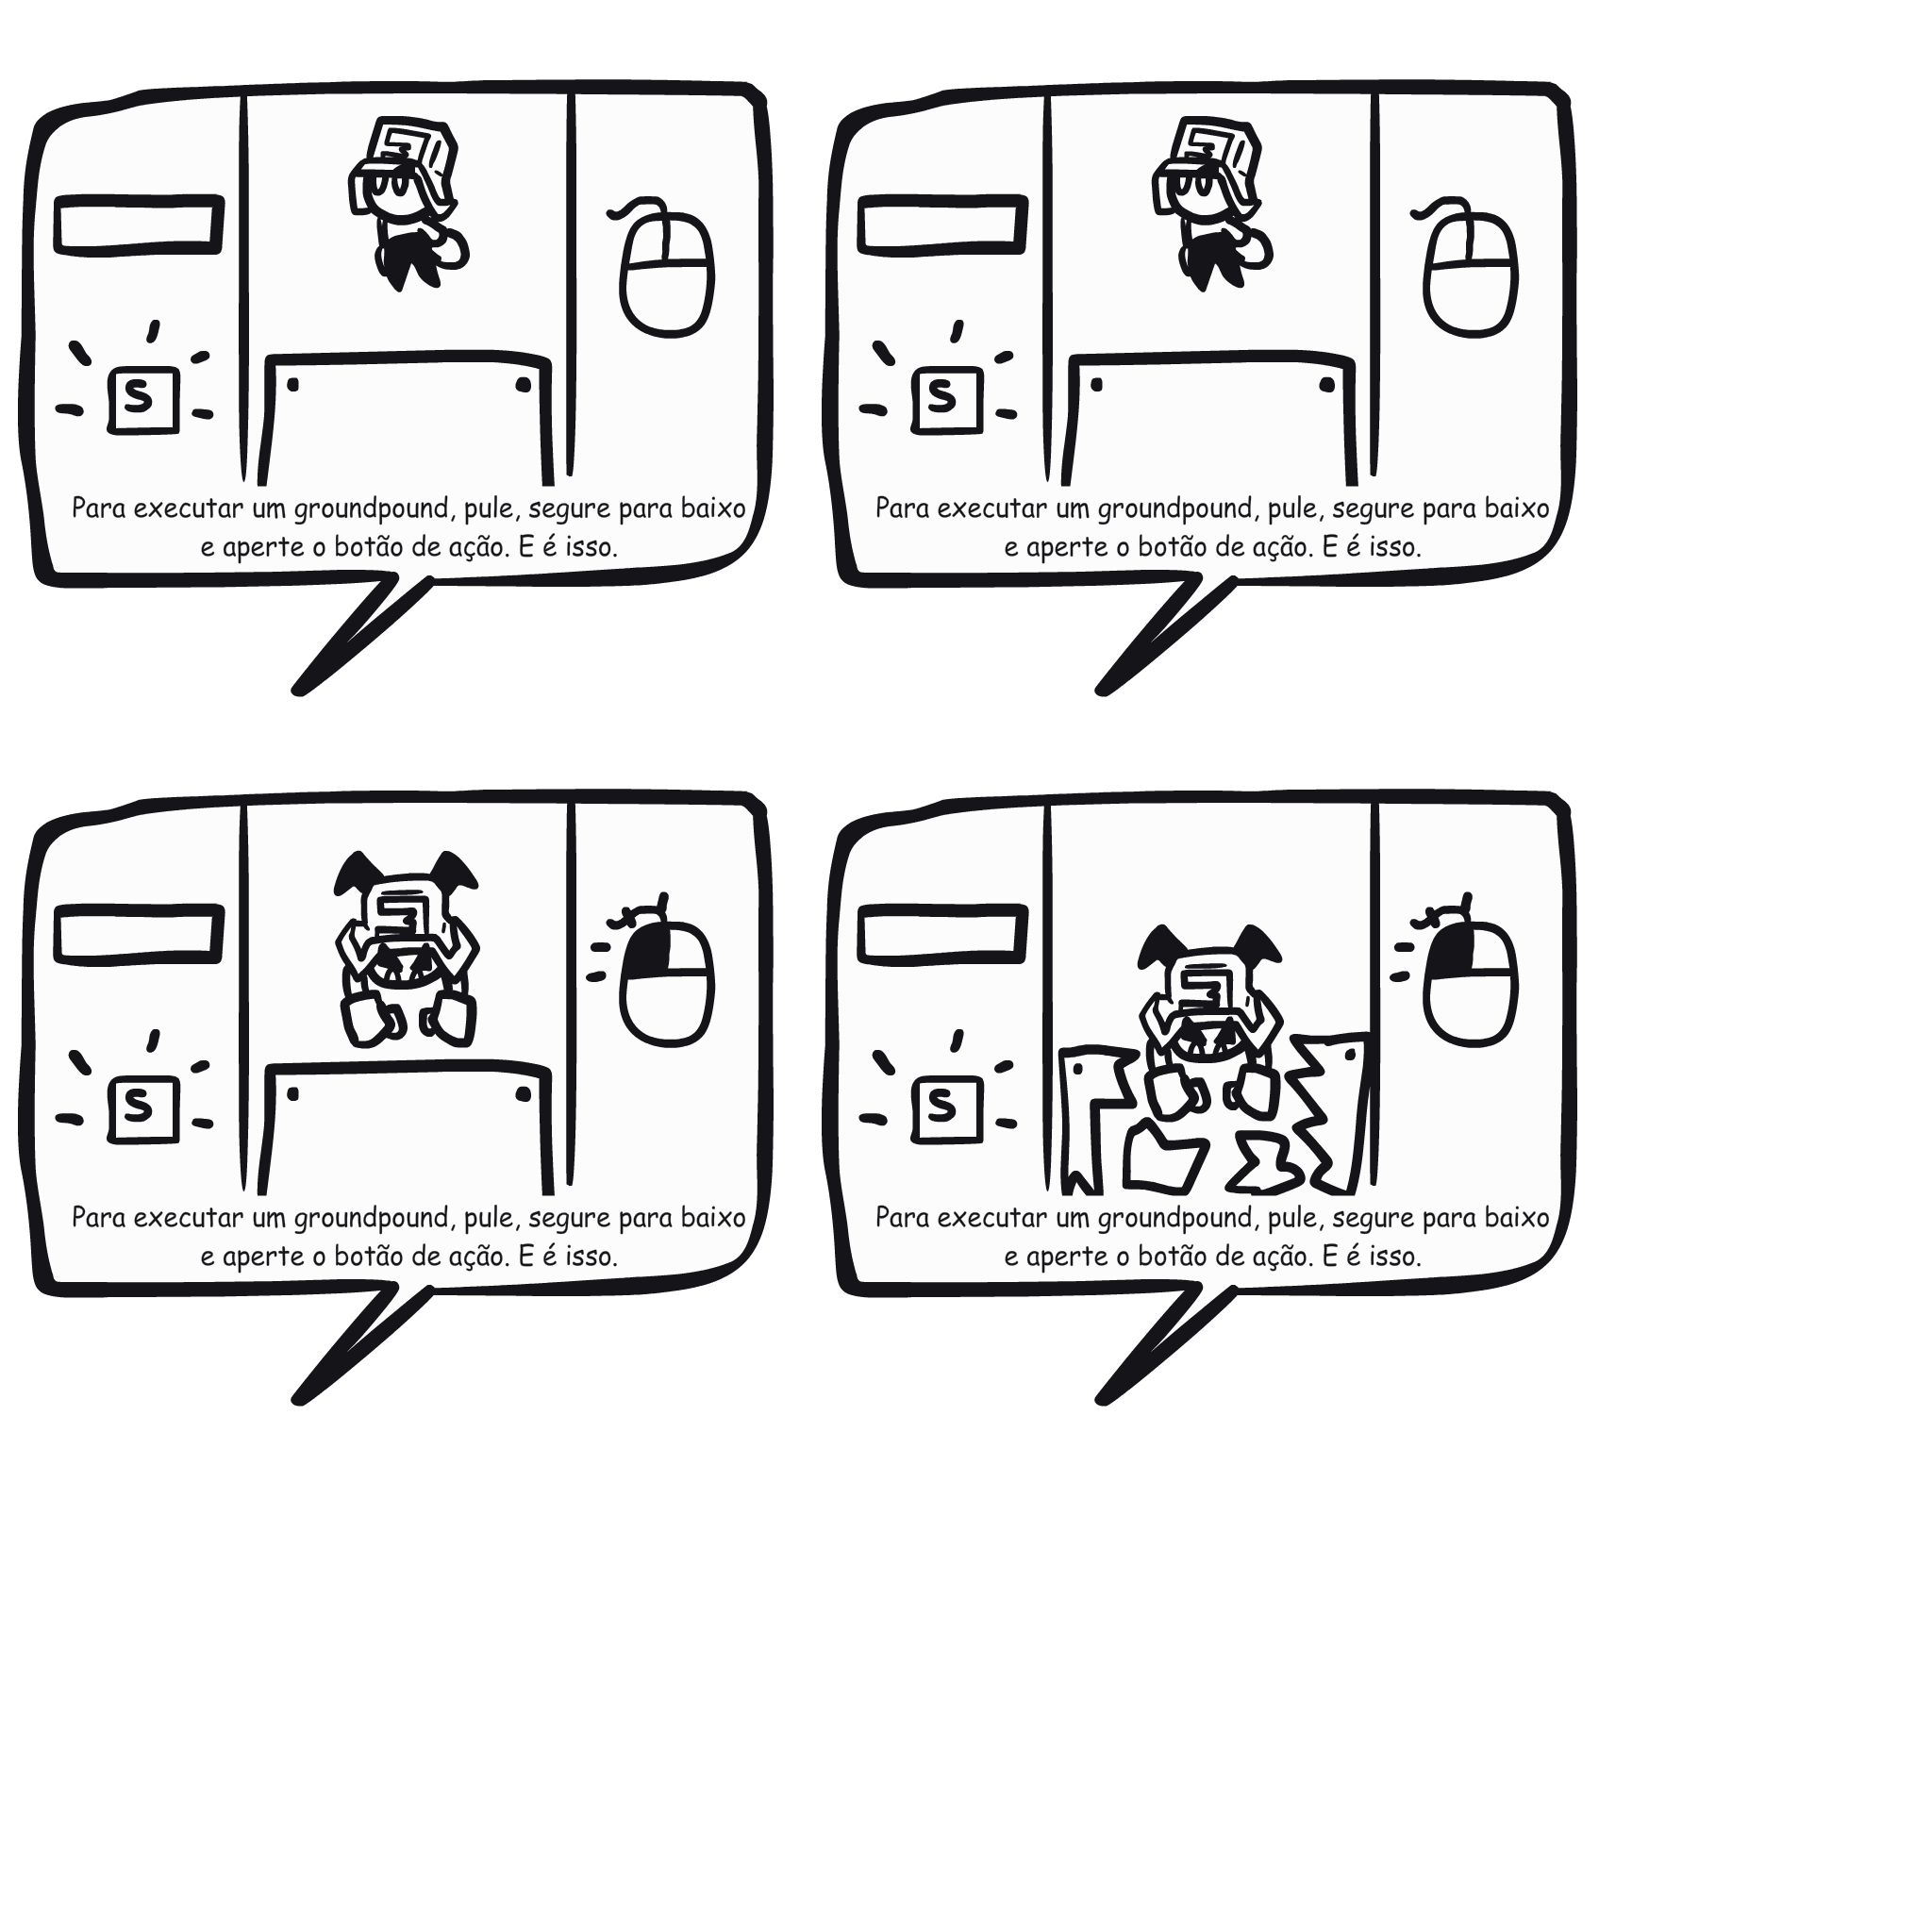 S
Para executar um groundpound, pule, segure para baixo
e aperte o botão de ação. E é isso.
S
Para executar um groundpound, pule, segure para baixo
e aperte o botão de ação. E é isso.
S
Para executar um groundpound, pule, segure para baixo
e aperte o botão de ação. E é isso.
S
Para executar um groundpound, pule, segure para baixo
e aperte o botão de ação. E é isso.